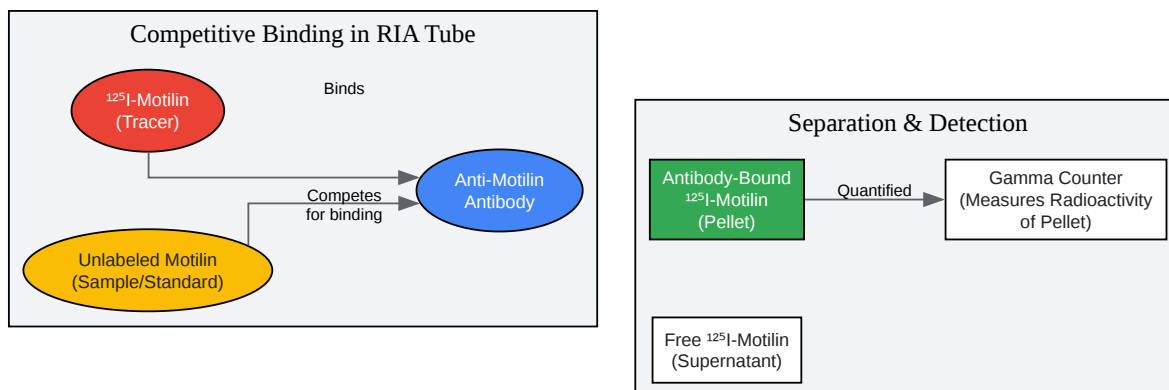 Competitive Binding in RIA Tube
¹²⁵I-Motilin
(Tracer)
Binds
Anti-Motilin
Antibody
Competes
for binding
Unlabeled Motilin
(Sample/Standard)
Separation & Detection
Antibody-Bound
¹²⁵I-Motilin
(Pellet)
Quantified
Gamma Counter
(Measures Radioactivity
of Pellet)
Free ¹²⁵I-Motilin
(Supernatant)